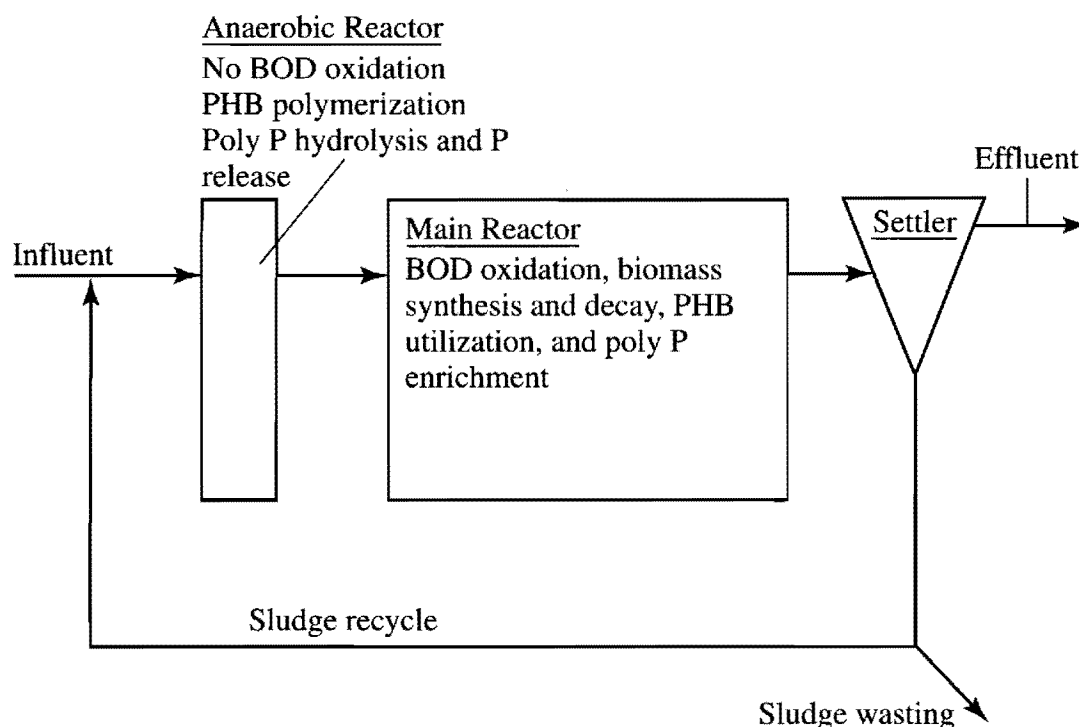 Anaerobic Reactor
No BOD oxidation
PHB polymerization
Poly P hydrolysis and P
release
Effluent
Influent
Main Reactor
BOD oxidation, biomass
synthesis and decay, PHB
utilization, and poly P
enrichment
Settler
Sludge recycle
Sludge wasting